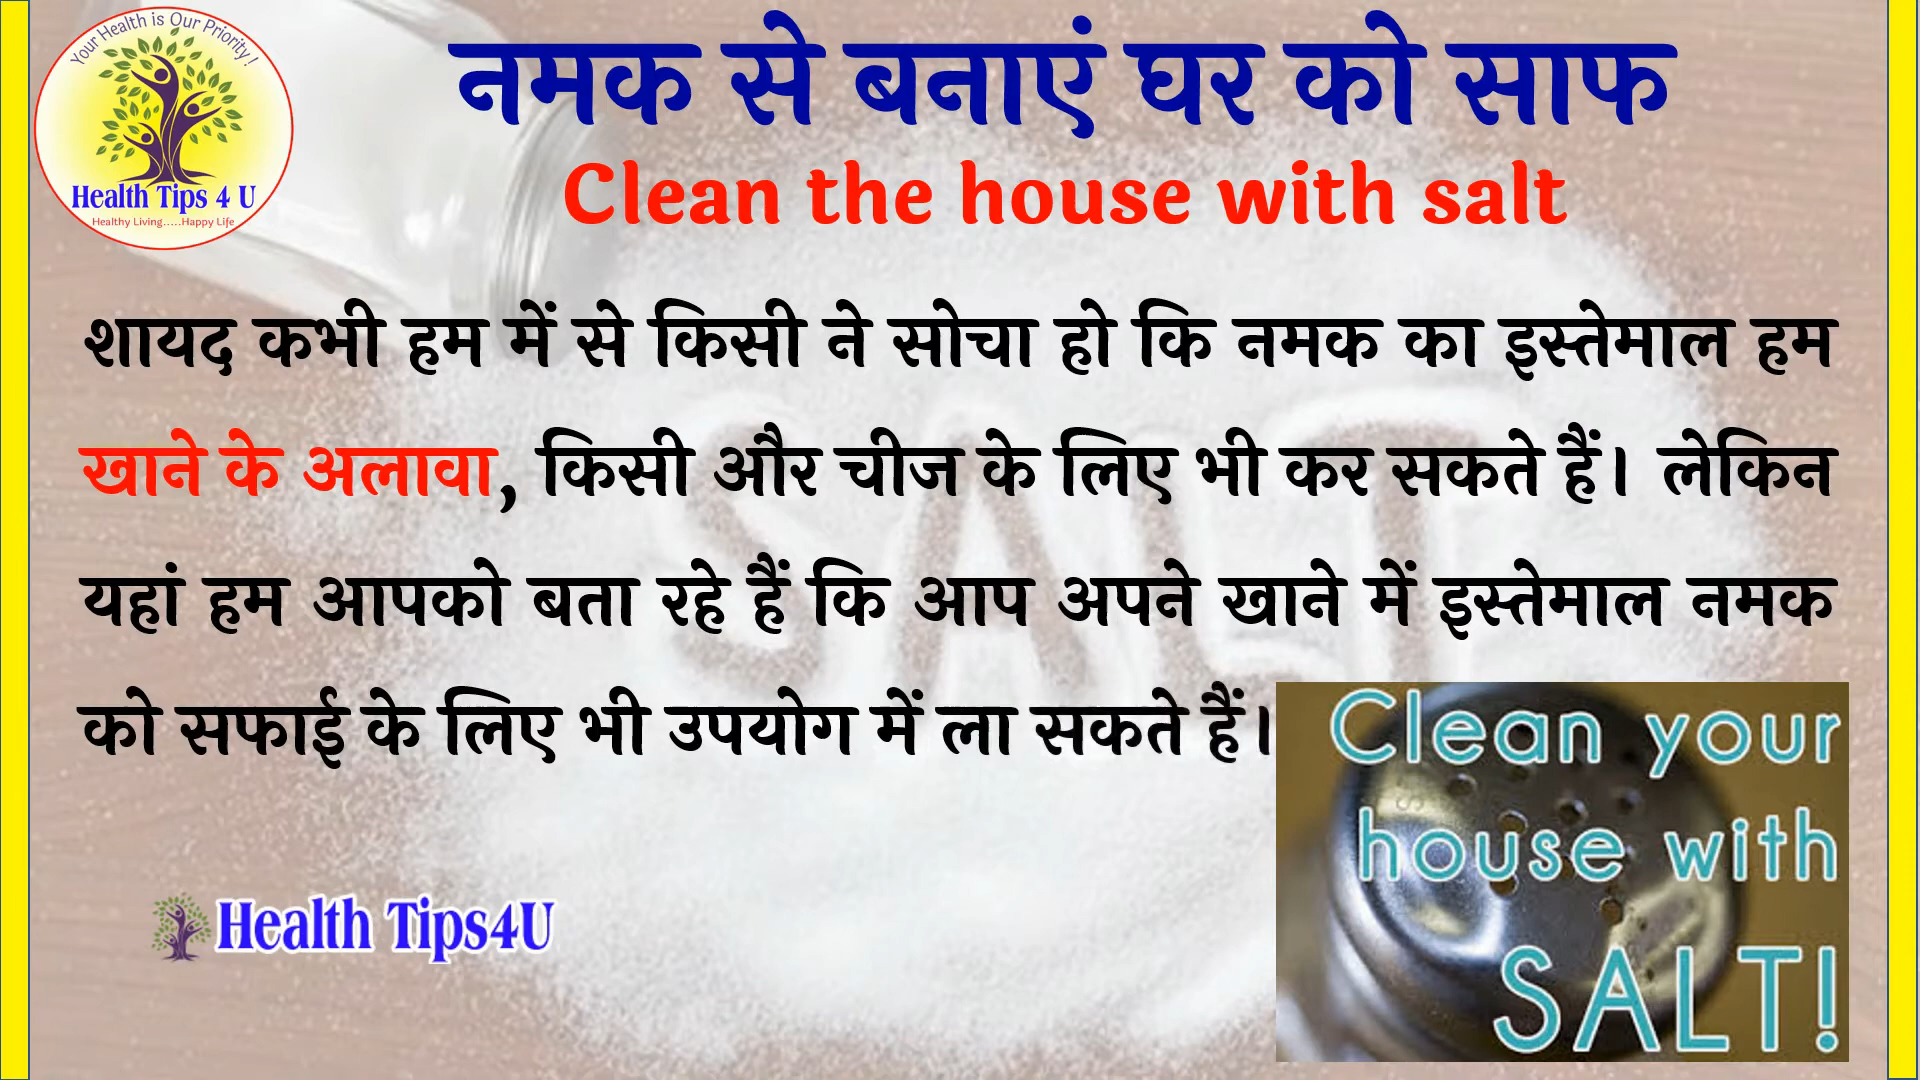 Your Health is Our Priority!
Health Tips 4 U
Healthy Living.....Happy Life
नमक से बनाएं घर को साफ
Clean the house with salt
शायद कभी हम में से किसी ने सोचा हो कि नमक का इस्तेमाल हम
खाने के अलावा, किसी और चीज के लिए भी कर सकते हैं। लेकिन
यहां हम आपको बता रहे हैं कि आप अपने खाने में इस्तेमाल नमक
को सफाई के लिए भी उपयोग में ला सकते हैं।
SALT
Clean your
house with
SALT!
Health Tips4U